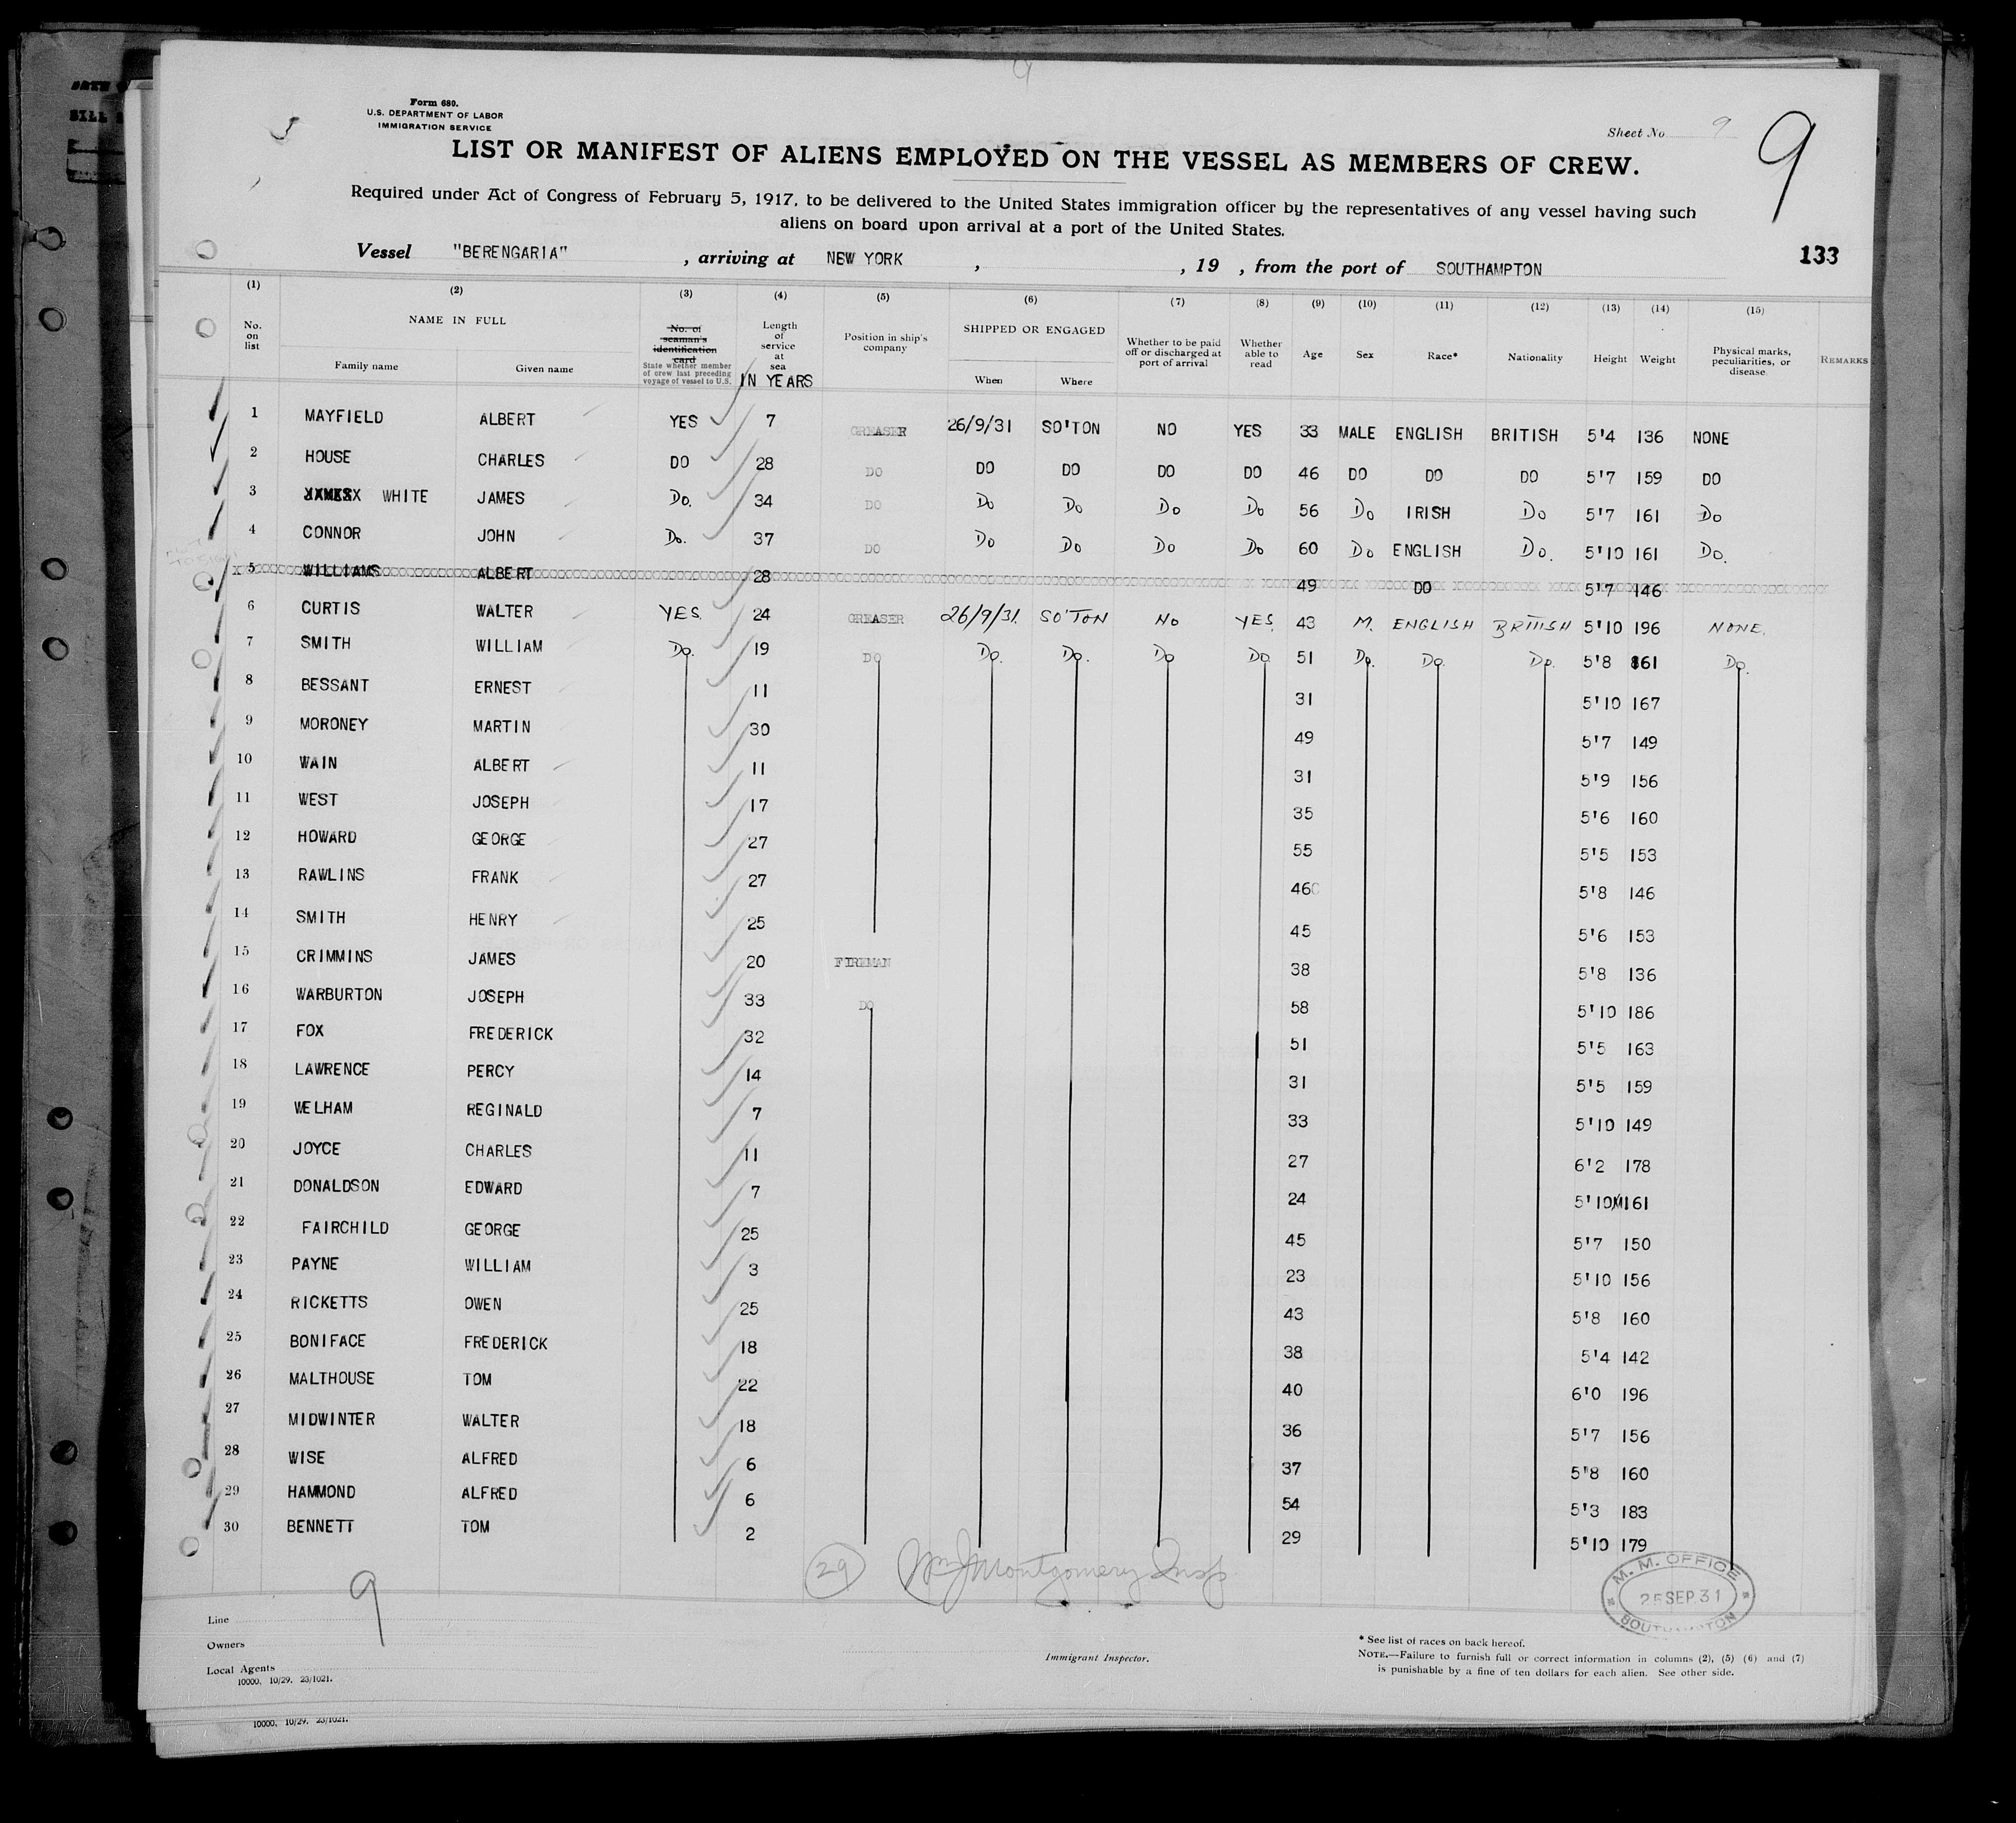 9
Form 680.
U.S. DEPARTMENT OF LABOR
IMMIGRATION SERVICE
Sheet No 9
9
LIST OR MANIFEST OF ALIENS EMPLOYED ON THE VESSEL AS MEMBERS OF CREW.
Required under Act of Congress of February 5, 1917, to be delivered to the United States immigration officer by the representatives of any vessel having such
aliens on board upon arrival at a port of the United States.
133
Vessel "BERENGARIA", arriving at NEW YORK, , 19 , from the port of SOUTHAMPTON
(1) (2) (3) (4) (5) (6) (7) (8) (9) (10) (11) (12) (13) (14) (15)
No. on list NAME IN FULL Family name Given name No. of seaman's identification card State whether member of crew last preceding voyage of vessel to U.S. Length of service at sea IN YEARS Position in ship's company SHIPPED OR ENGAGED When Where Whether to be paid off or discharged at port of arrival Whether able to read Age Sex Race* Nationality Height Weight Physical marks, peculiarities, or disease. REMARKS
1 MAYFIELD ALBERT YES 7 GREASER 26/9/31 SO'TON NO YES 33 MALE ENGLISH BRITISH 5'4 136 NONE
2 HOUSE CHARLES DO 28 DO DO DO DO DO 46 DO DO DO 5'7 159 DO
3 WHITE JAMES Do. 34 DO Do Do Do Do 56 Do IRISH Do 5'7 161 Do
4 CONNOR JOHN Do. 37 DO Do Do Do Do 60 Do ENGLISH Do. 5'10 161 Do.
5 WILLIAMS ALBERT 28 49 DO 5'7 146
6 CURTIS WALTER YES. 24 GREASER 26/9/31. SO'TON NO YES. 43 M. ENGLISH BRITISH 5'10 196 NONE.
7 SMITH WILLIAM Do. 19 DO Do. Do. Do Do 51 Do. Do. Do. 5'8 161 Do.
8 BESSANT ERNEST 11 31 5'10 167
9 MORONEY MARTIN 30 49 5'7 149
10 WAIN ALBERT 11 31 5'9 156
11 WEST JOSEPH 17 35 5'6 160
12 HOWARD GEORGE 27 55 5'5 153
13 RAWLINS FRANK 27 46 5'8 146
14 SMITH HENRY 25 45 5'6 153
15 CRIMMINS JAMES 20 FIREMAN 38 5'8 136
16 WARBURTON JOSEPH 33 DO 58 5'10 186
17 FOX FREDERICK 32 51 5'5 163
18 LAWRENCE PERCY 14 31 5'5 159
19 WELHAM REGINALD 7 33 5'10 149
20 JOYCE CHARLES 11 27 6'2 178
21 DONALDSON EDWARD 7 24 5'10 161
22 FAIRCHILD GEORGE 25 45 5'7 150
23 PAYNE WILLIAM 3 23 5'10 156
24 RICKETTS OWEN 25 43 5'8 160
25 BONIFACE FREDERICK 18 38 5'4 142
26 MALTHOUSE TOM 22 40 6'0 196
27 MIDWINTER WALTER 18 36 5'7 156
28 WISE ALFRED 6 37 5'8 160
29 HAMMOND ALFRED 6 54 5'3 183
30 BENNETT TOM 2 29 5'10 179
29 Wm J Montgomery Insp.
M. M. OFFICE
25 SEP. 31
SOUTHAMPTON
9
Line
Owners
Local Agents
10000. 10/29. 23/1021.
Immigrant Inspector.
* See list of races on back hereof.
NOTE.—Failure to furnish full or correct information in columns (2), (5) (6) and (7)
is punishable by a fine of ten dollars for each alien. See other side.
10000. 10/29. 23/1021.